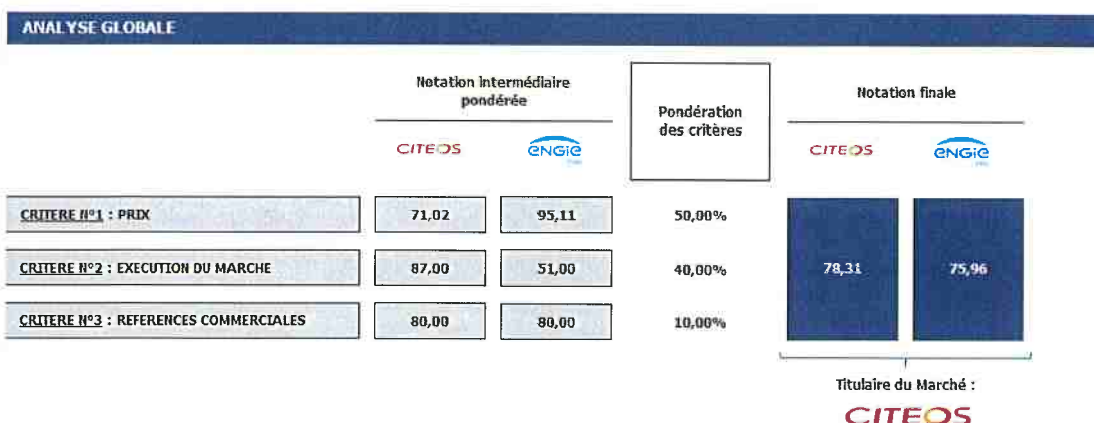 ANALYSE GLOBALE
Notation intermédiaire
pondérée
Pondération
des critères
Notation finale
CITEOS ENGIE
CITEOS ENGIE
CRITERE N°1 : PRIX 71,02 95,11 50,00%
CRITERE N°2 : EXECUTION DU MARCHE 87,00 51,00 40,00% 78,31 75,96
CRITERE N°3 : REFERENCES COMMERCIALES 80,00 80,00 10,00%
Titulaire du Marché :
CITEOS